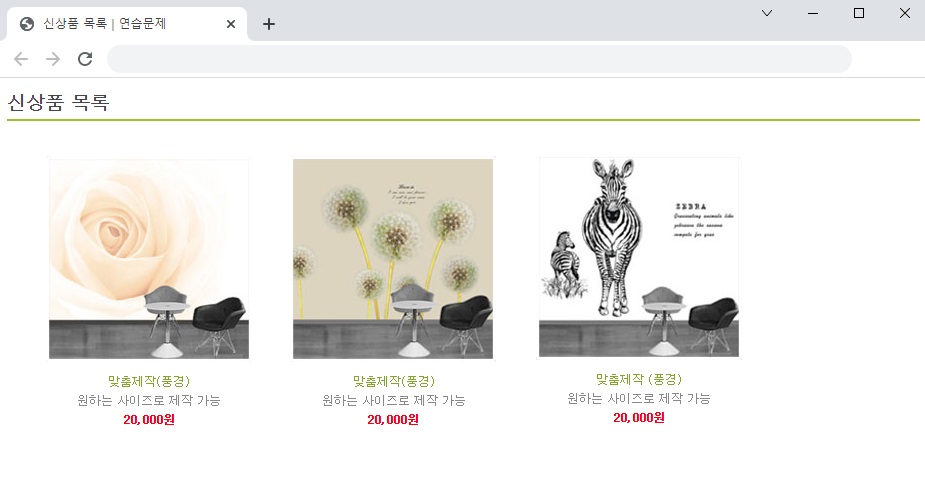 신상품 목록 | 연습문제
신상품 목록
ZEBRA
맞춤제작(풍경)
원하는 사이즈로 제작 가능
20,000원
맞춤제작(풍경)
원하는 사이즈로 제작 가능
20,000원
맞춤제작 (풍경)
원하는 사이즈로 제작 가능
20,000원